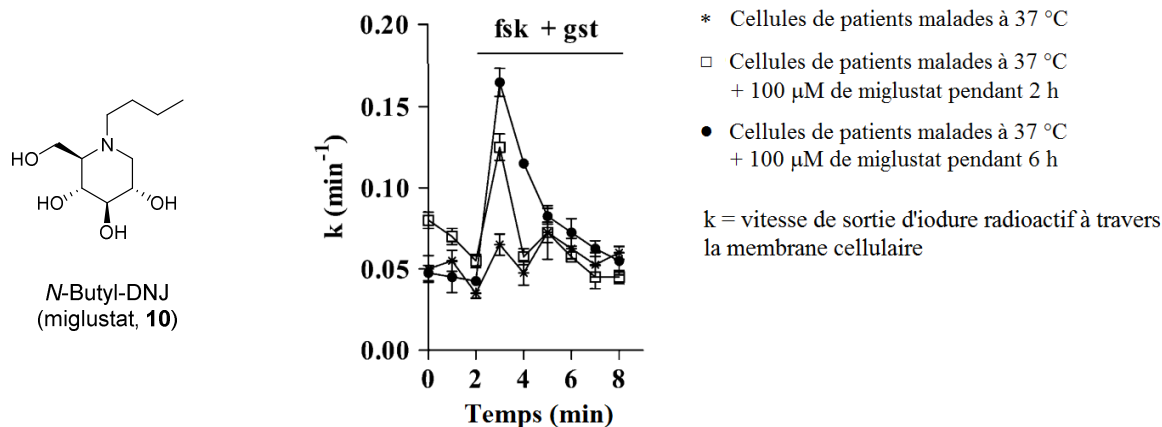 N
HO
HO
OH
OH
N-Butyl-DNJ
(miglustat, 10)
fsk + gst
0.20
0.15
0.10
0.05
0.00
k (min-1)
0 2 4 6 8
Temps (min)
* Cellules de patients malades à 37 °C
□ Cellules de patients malades à 37 °C
+ 100 µM de miglustat pendant 2 h
● Cellules de patients malades à 37 °C
+ 100 µM de miglustat pendant 6 h
k = vitesse de sortie d'iodure radioactif à travers
la membrane cellulaire